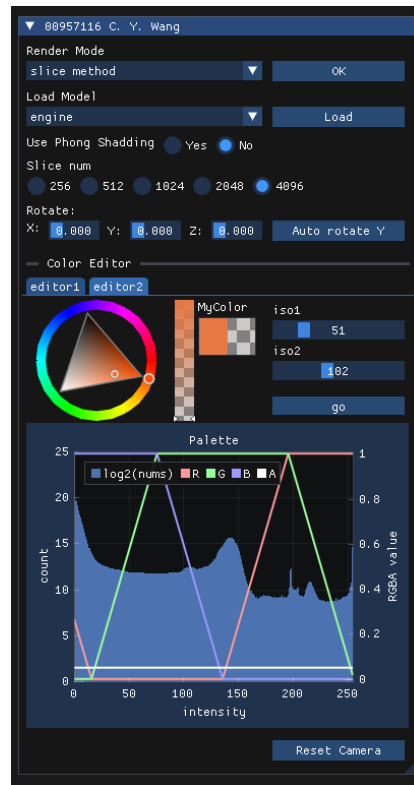 00957116 C. Y. Wang
Render Mode
slice method OK
Load Model
engine Load
Use Phong Shadding Yes No
Slice num
256 512 1024 2048 4096
Rotate:
X: 0.000 Y: 0.000 Z: 0.000 Auto rotate Y
Color Editor
editor1 editor2
MyColor
iso1
51
iso2
102
go
Palette
log2(nums) R G B A
25
20
15
10
5
0
count
0 50 100 150 200 250
intensity
1
0.8
0.6
0.4
0.2
0
RGBA value
Reset Camera